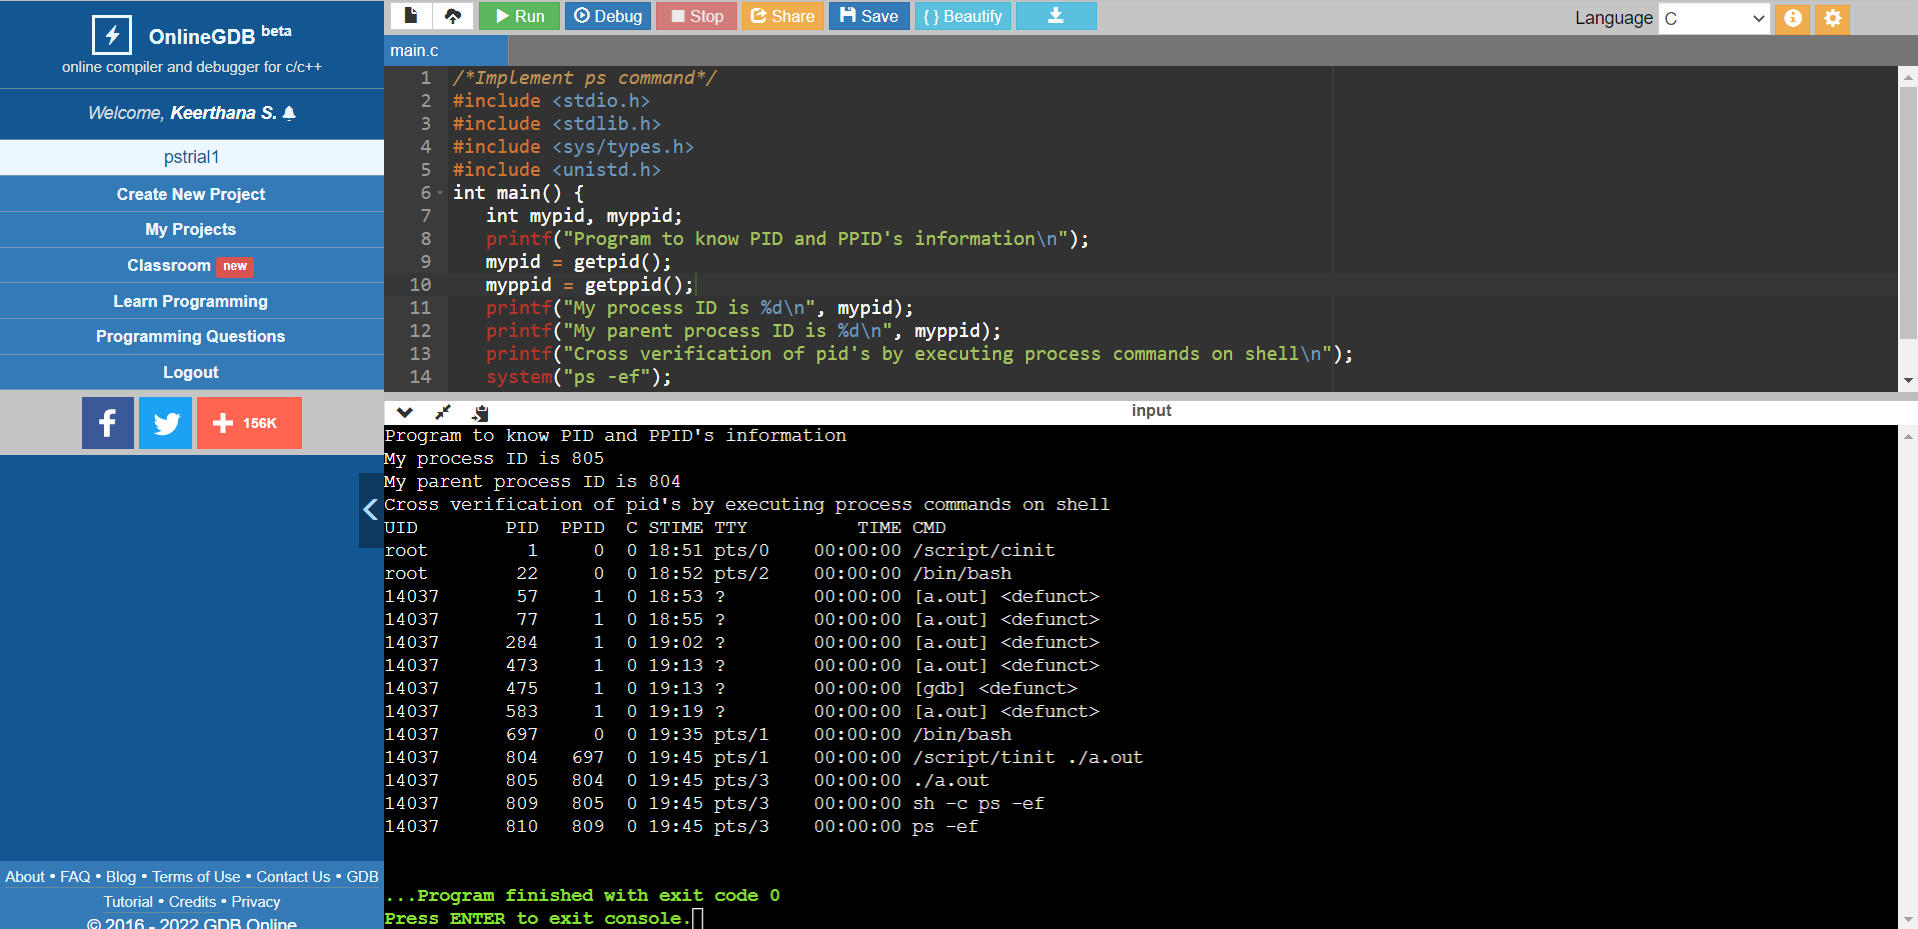 OnlineGDB beta
online compiler and debugger for c/c++
Welcome, Keerthana S.
pstrial1
Create New Project
My Projects
Classroom new
Learn Programming
Programming Questions
Logout
156K
About • FAQ • Blog • Terms of Use • Contact Us • GDB
Tutorial • Credits • Privacy
© 2016 - 2022 GDB Online
Run Debug Stop Share Save { } Beautify
Language C
main.c
1 /*Implement ps command*/
2 #include <stdio.h>
3 #include <stdlib.h>
4 #include <sys/types.h>
5 #include <unistd.h>
6 int main() {
7 int mypid, myppid;
8 printf("Program to know PID and PPID's information\n");
9 mypid = getpid();
10 myppid = getppid();
11 printf("My process ID is %d\n", mypid);
12 printf("My parent process ID is %d\n", myppid);
13 printf("Cross verification of pid's by executing process commands on shell\n");
14 system("ps -ef");
input
Program to know PID and PPID's information
My process ID is 805
My parent process ID is 804
Cross verification of pid's by executing process commands on shell
UID PID PPID C STIME TTY TIME CMD
root 1 0 0 18:51 pts/0 00:00:00 /script/cinit
root 22 0 0 18:52 pts/2 00:00:00 /bin/bash
14037 57 1 0 18:53 ? 00:00:00 [a.out] <defunct>
14037 77 1 0 18:55 ? 00:00:00 [a.out] <defunct>
14037 284 1 0 19:02 ? 00:00:00 [a.out] <defunct>
14037 473 1 0 19:13 ? 00:00:00 [a.out] <defunct>
14037 475 1 0 19:13 ? 00:00:00 [gdb] <defunct>
14037 583 1 0 19:19 ? 00:00:00 [a.out] <defunct>
14037 697 0 0 19:35 pts/1 00:00:00 /bin/bash
14037 804 697 0 19:45 pts/1 00:00:00 /script/tinit ./a.out
14037 805 804 0 19:45 pts/3 00:00:00 ./a.out
14037 809 805 0 19:45 pts/3 00:00:00 sh -c ps -ef
14037 810 809 0 19:45 pts/3 00:00:00 ps -ef
...Program finished with exit code 0
Press ENTER to exit console.